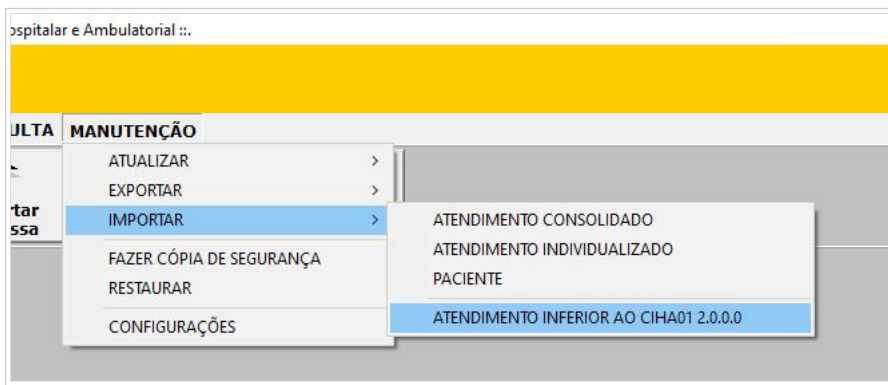 ospitalar e Ambulatorial ::.
ULTA MANUTENÇÃO
ATUALIZAR >
EXPORTAR >
rtar
ssa
IMPORTAR >
ATENDIMENTO CONSOLIDADO
ATENDIMENTO INDIVIDUALIZADO
PACIENTE
ATENDIMENTO INFERIOR AO CIHA01 2.0.0.0
FAZER CÓPIA DE SEGURANÇA
RESTAURAR
CONFIGURAÇÕES